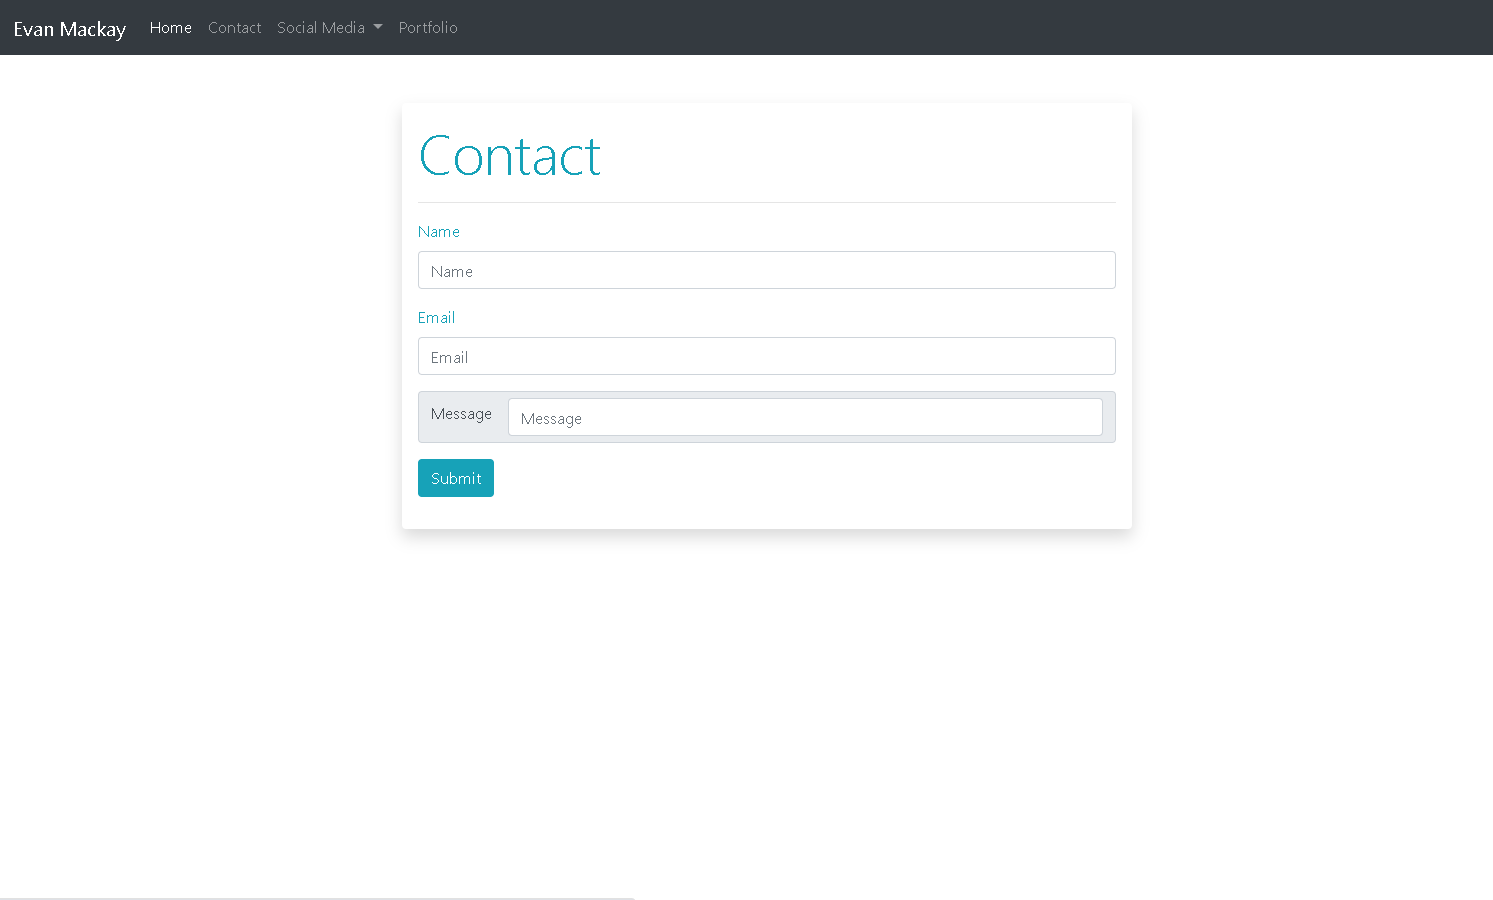 Evan Mackay Home Contact Social Media Portfolio
Contact
Name
Name
Email
Email
Message Message
Submit